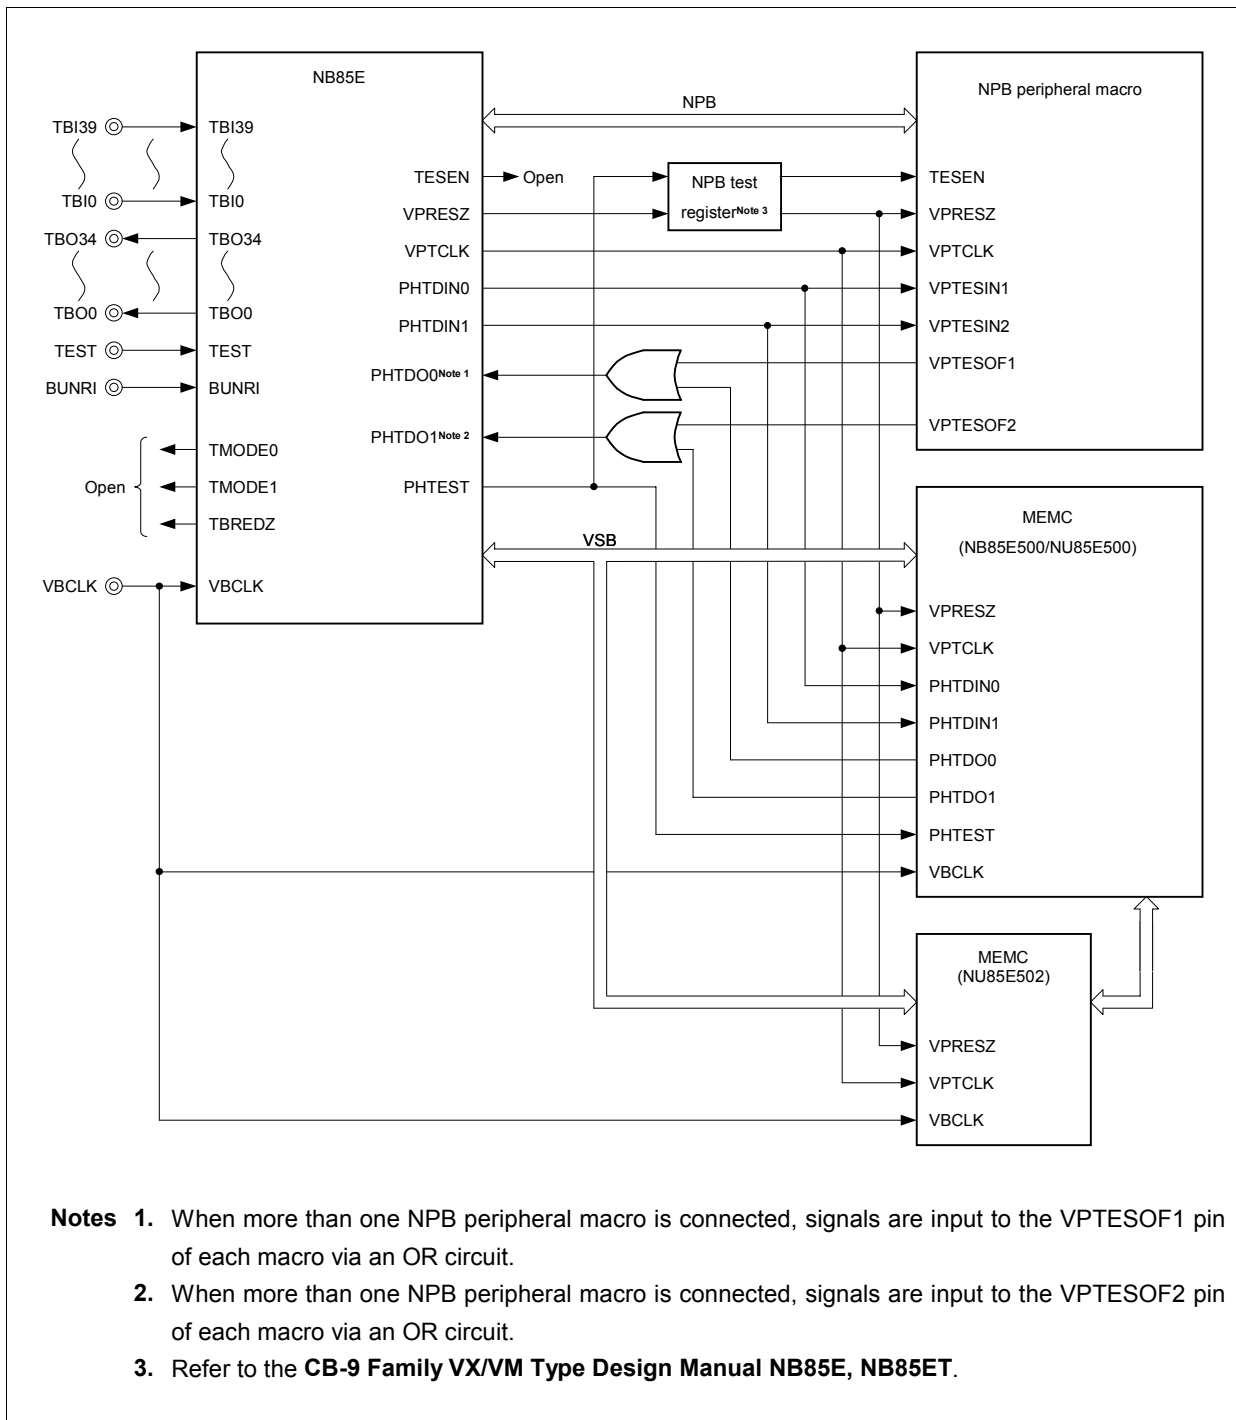 NB85E
NPB peripheral macro
NPB
TBI39
TBI39
TBI0
TBI0
TBO34
TBO34
TBO0
TBO0
TEST
TEST
BUNRI
BUNRI
Open
TMODE0
TMODE1
TBREDZ
VBCLK
VBCLK
TESEN
Open
VPRESZ
VPTCLK
PHTDIN0
PHTDIN1
PHTDO0Note 1
PHTDO1Note 2
PHTEST
NPB test
registerNote 3
TESEN
VPRESZ
VPTCLK
VPTESIN1
VPTESIN2
VPTESOF1
VPTESOF2
VSB
MEMC
(NB85E500/NU85E500)
VPRESZ
VPTCLK
PHTDIN0
PHTDIN1
PHTDO0
PHTDO1
PHTEST
VBCLK
MEMC
(NU85E502)
VPRESZ
VPTCLK
VBCLK
Notes 1. When more than one NPB peripheral macro is connected, signals are input to the VPTESOF1 pin
of each macro via an OR circuit.
2. When more than one NPB peripheral macro is connected, signals are input to the VPTESOF2 pin
of each macro via an OR circuit.
3. Refer to the CB-9 Family VX/VM Type Design Manual NB85E, NB85ET.